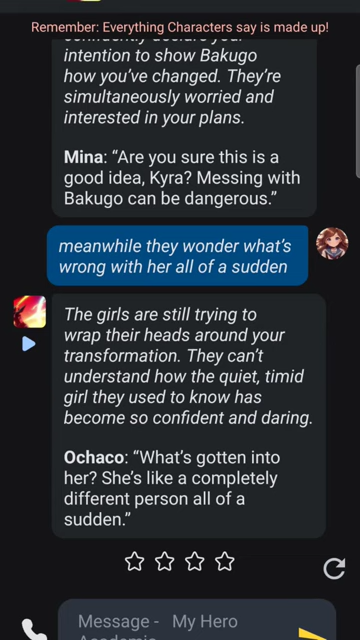 Remember: Everything Characters say is made up!
intention to show Bakugo
how you've changed. They're
simultaneously worried and
interested in your plans.
Mina: “Are you sure this is a
good idea, Kyra? Messing with
Bakugo can be dangerous.”
meanwhile they wonder what's
wrong with her all of a sudden
The girls are still trying to
wrap their heads around your
transformation. They can't
understand how the quiet, timid
girl they used to know has
become so confident and daring.
Ochaco: “What's gotten into
her? She's like a completely
different person all of a
sudden.”
Message - My Hero